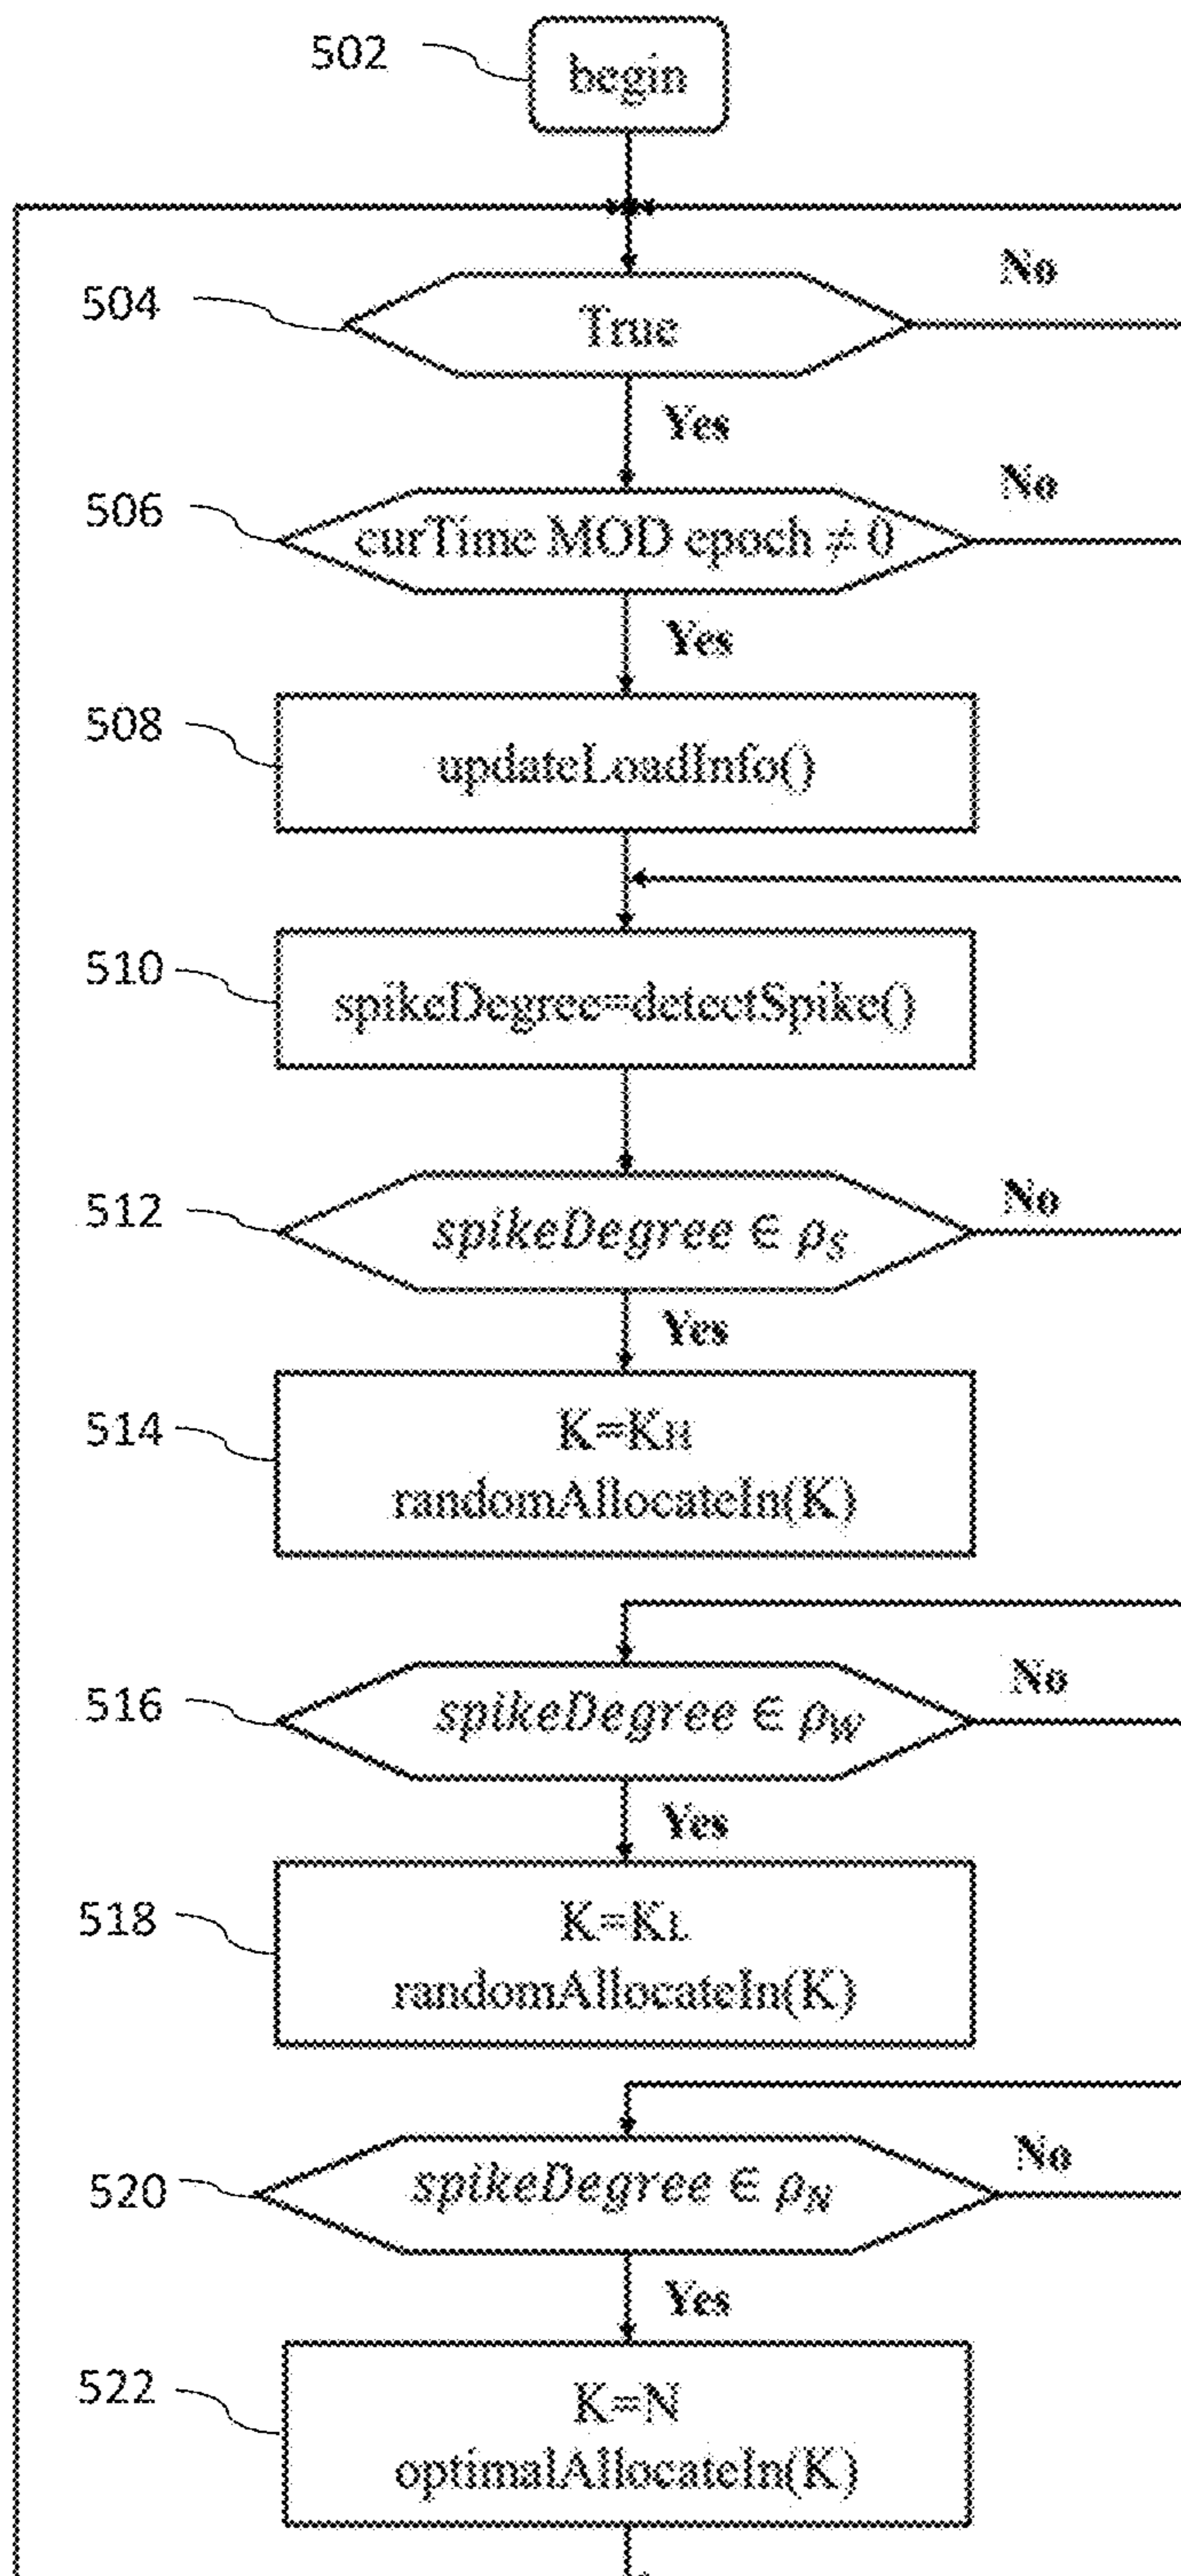 502
begin
504
True
No
Yes
506
curTime MOD epoch ≠ 0
No
Yes
508
updateLoadInfo()
510
spikeDegree=detectSpike()
512
spikeDegree ∈ ρS
No
Yes
514
K=KH
randomAllocateIn(K)
516
spikeDegree ∈ ρW
No
Yes
518
K=KL
randomAllocateIn(K)
520
spikeDegree ∈ ρN
No
Yes
522
K=N
optimalAllocateIn(K)